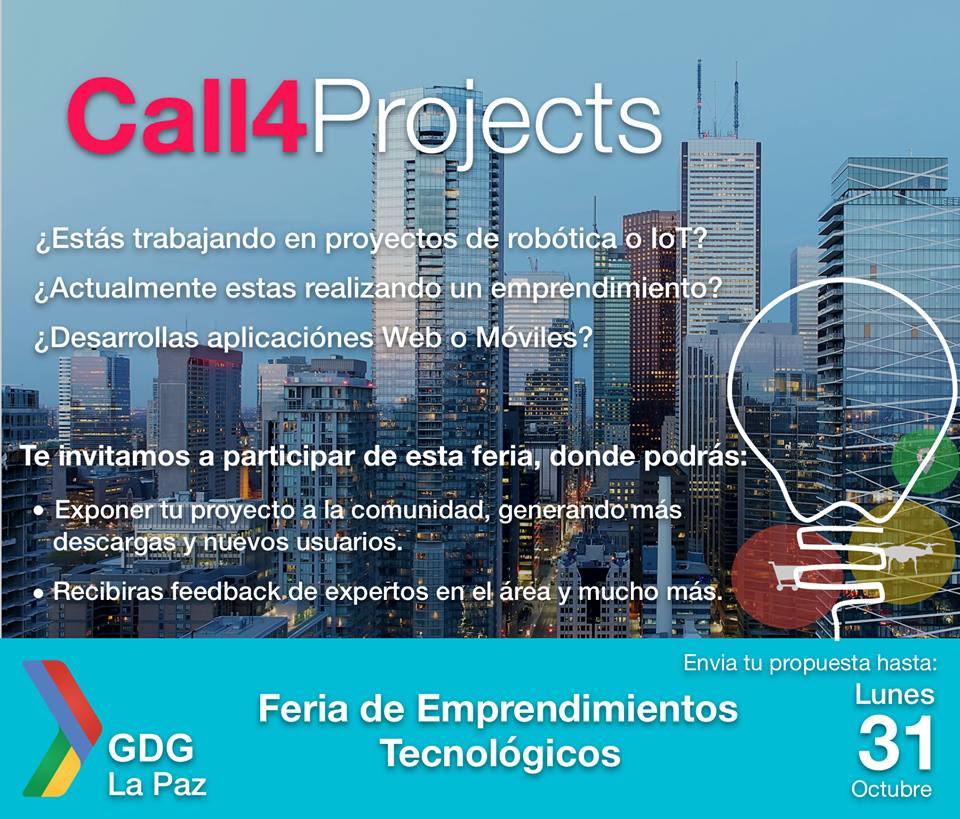 Call4Projects
¿Estás trabajando en proyectos de robótica o IoT?
¿Actualmente estas realizando un emprendimiento?
¿Desarrollas aplicaciónes Web o Móviles?
Te invitamos a participar de esta feria, donde podrás:
• Exponer tu proyecto a la comunidad, generando más
descargas y nuevos usuarios.
• Recibiras feedback de expertos en el área y mucho más.
GDG
La Paz
Feria de Emprendimientos
Tecnológicos
Envia tu propuesta hasta:
Lunes
31
Octubre